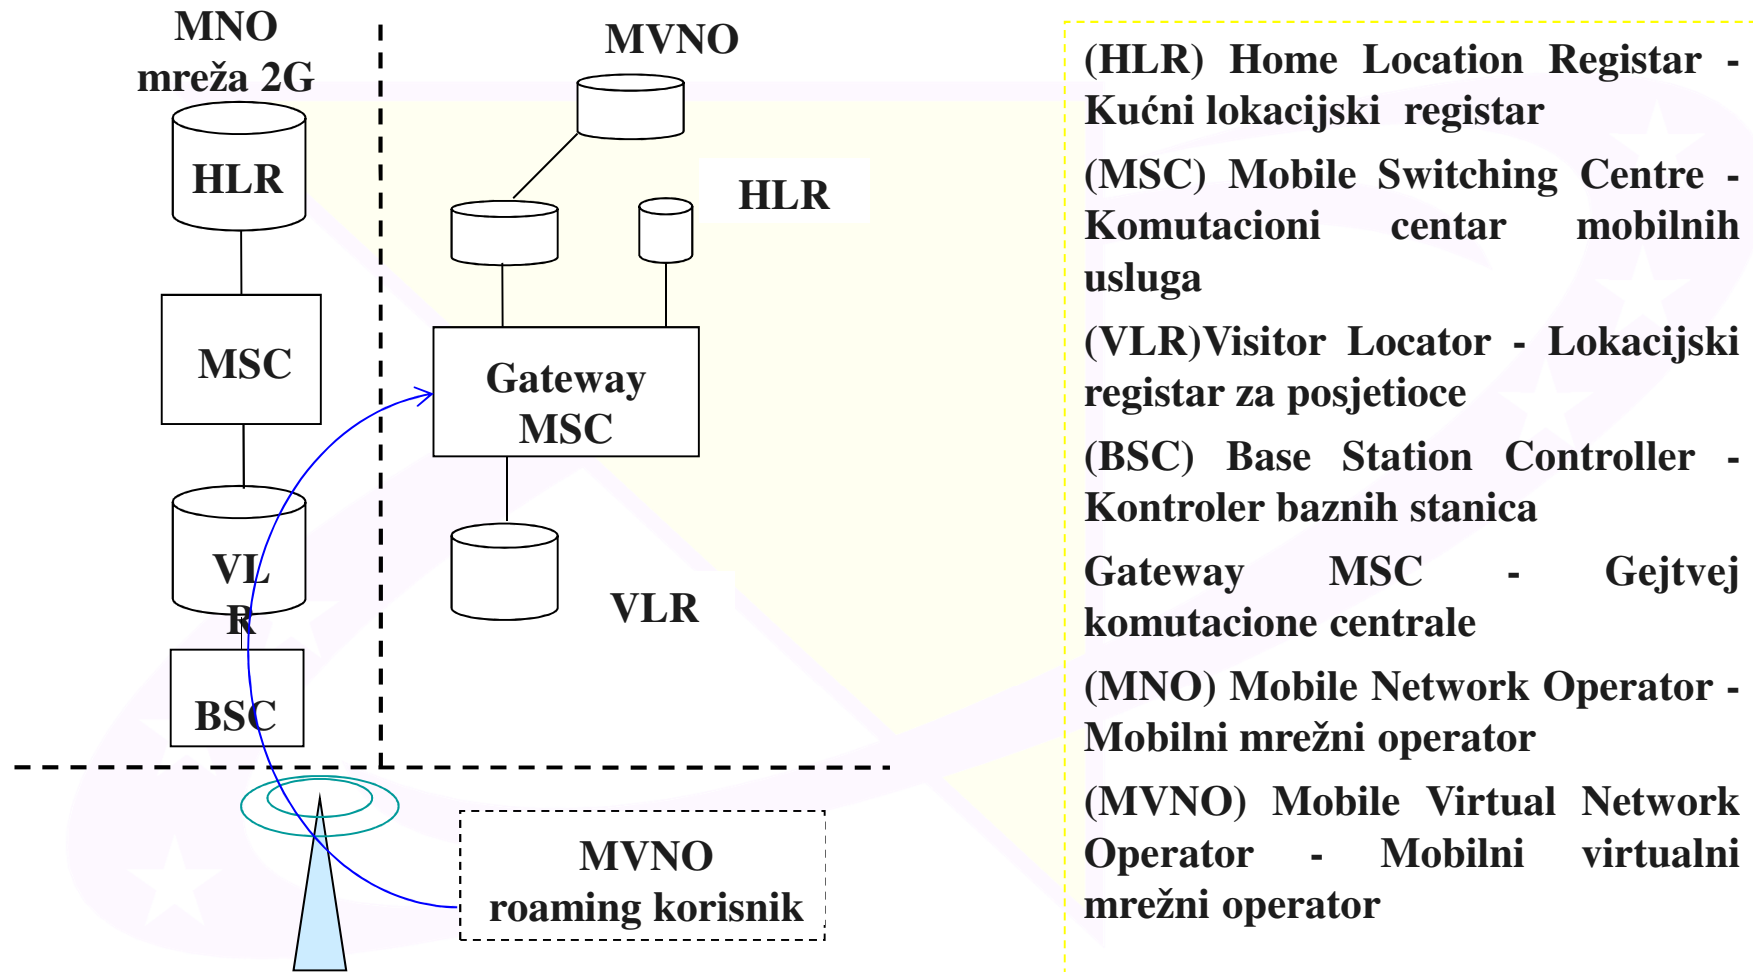 MNO
mreža 2G
HLR
MSC
VL
R
BSC
MVNO
HLR
Gateway
MSC
VLR
MVNO
roaming korisnik
(HLR) Home Location Registar -
Kućni lokacijski registar
(MSC) Mobile Switching Centre -
Komutacioni centar mobilnih
usluga
(VLR)Visitor Locator - Lokacijski
registar za posjetioce
(BSC) Base Station Controller -
Kontroler baznih stanica
Gateway MSC - Gejtvej
komutacione centrale
(MNO) Mobile Network Operator -
Mobilni mrežni operator
(MVNO) Mobile Virtual Network
Operator - Mobilni virtualni
mrežni operator